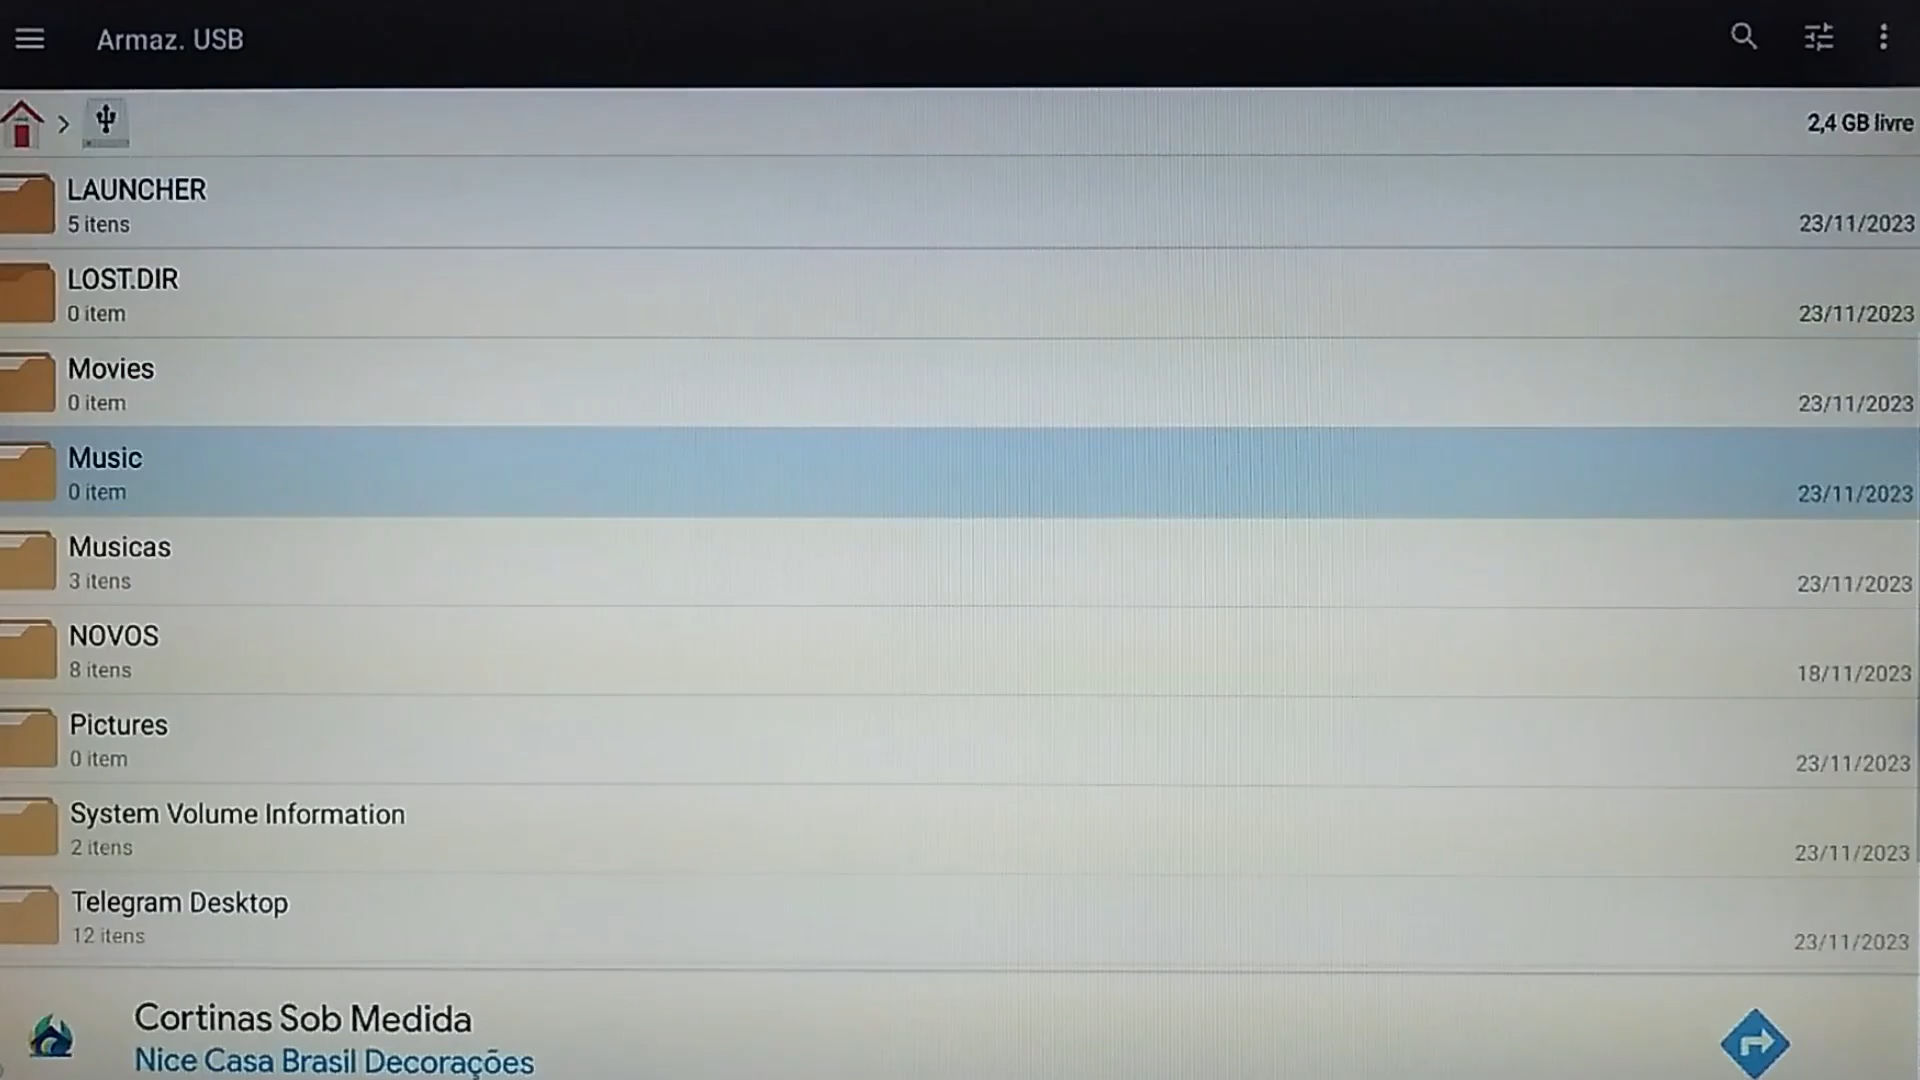 Armaz. USB
2,4 GB livre
LAUNCHER
5 itens
23/11/2023
LOST.DIR
0 item
23/11/2023
Movies
0 item
23/11/2023
Music
0 item
23/11/2023
Musicas
3 itens
23/11/2023
NOVOS
8 itens
18/11/2023
Pictures
0 item
23/11/2023
System Volume Information
2 itens
23/11/2023
Telegram Desktop
12 itens
23/11/2023
Cortinas Sob Medida
Nice Casa Brasil Decorações